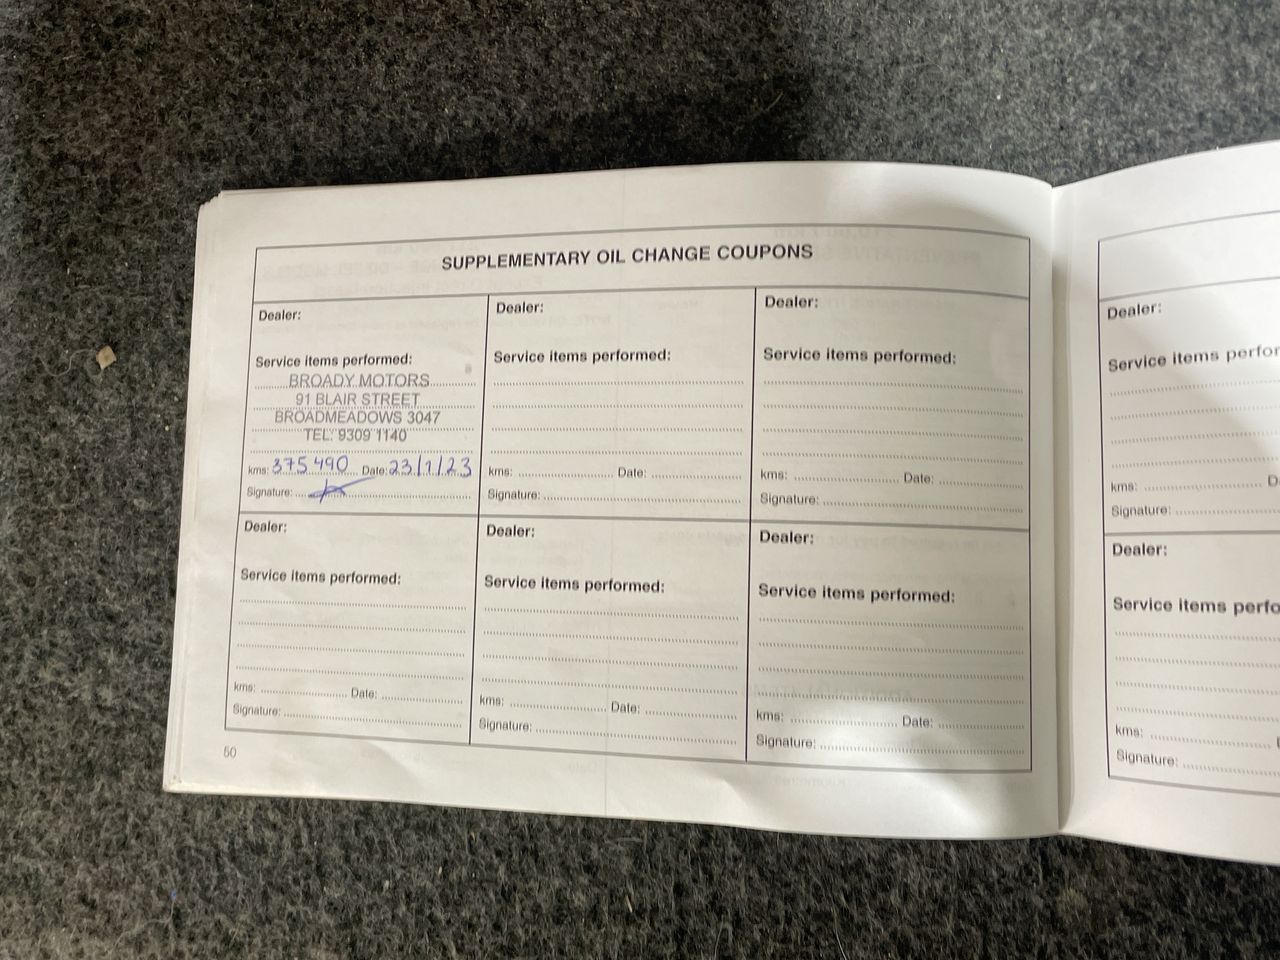 SUPPLEMENTARY OIL CHANGE COUPONS
Dealer:
Service items performed:
BROADY MOTORS
91 BLAIR STREET
BROADMEADOWS 3047
TEL: 9309 1140
kms: 375490 Date: 23/1/23
Signature:
Dealer:
Service items performed:
kms: Date:
Signature:
Dealer:
Service items performed:
kms: Date:
Signature:
Dealer:
Service items performed:
kms: Date:
Signature:
Dealer:
Service items performed:
kms: Date:
Signature:
Dealer:
Service items performed:
kms: Date:
Signature:
50
Dealer:
Service items perfor
kms: D
Signature:
Dealer:
Service items perfo
kms:
Signature: